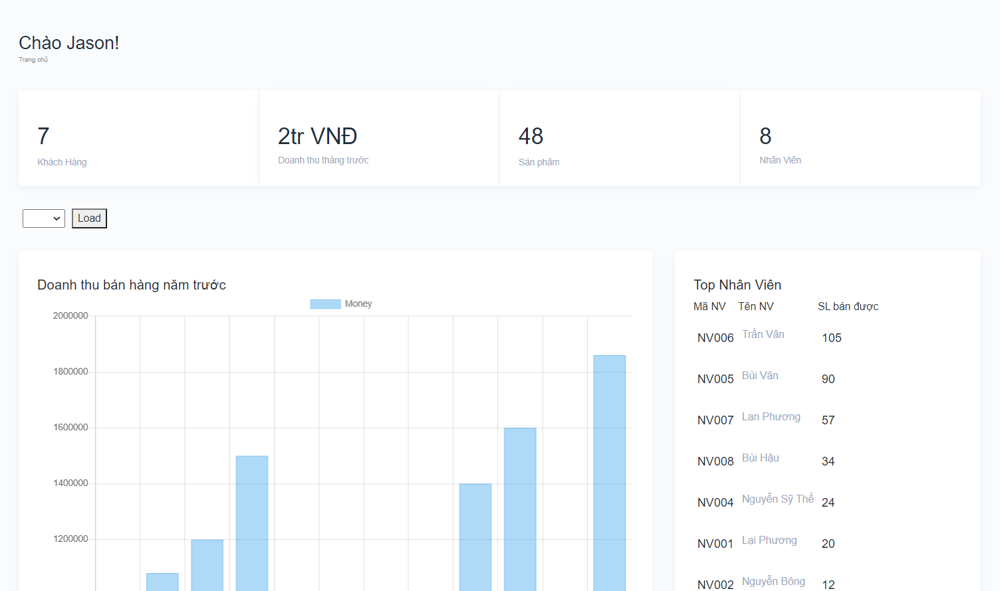 Chào Jason!
Trang chủ
7
Khách Hàng
2tr VNĐ
Doanh thu tháng trước
48
Sản phẩm
8
Nhân Viên
Load
Doanh thu bán hàng năm trước
Money
2000000
1800000
1600000
1400000
1200000
Top Nhân Viên
Mã NV Tên NV SL bán được
NV006 Trần Vân 105
NV005 Bùi Vân 90
NV007 Lan Phương 57
NV008 Bùi Hậu 34
NV004 Nguyễn Sỹ Thể 24
NV001 Lại Phương 20
NV002 Nguyễn Bông 12